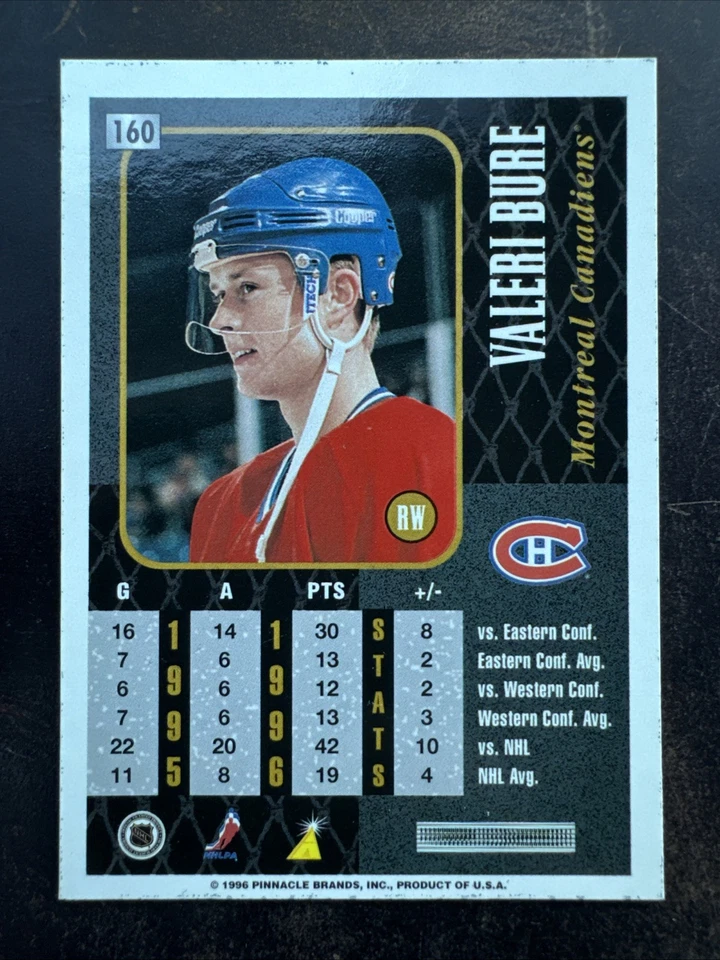 160
VALERI BURE
Montreal Canadiens
Cooper
ITECH
RW
CH
G A PTS +/-
16 14 30 8 vs. Eastern Conf.
7 6 13 2 Eastern Conf. Avg.
6 6 12 2 vs. Western Conf.
7 6 13 3 Western Conf. Avg.
22 20 42 10 vs. NHL
11 8 19 4 NHL Avg.
1995
1996
STATS
NHL
NHLPA
© 1996 PINNACLE BRANDS, INC., PRODUCT OF U.S.A.